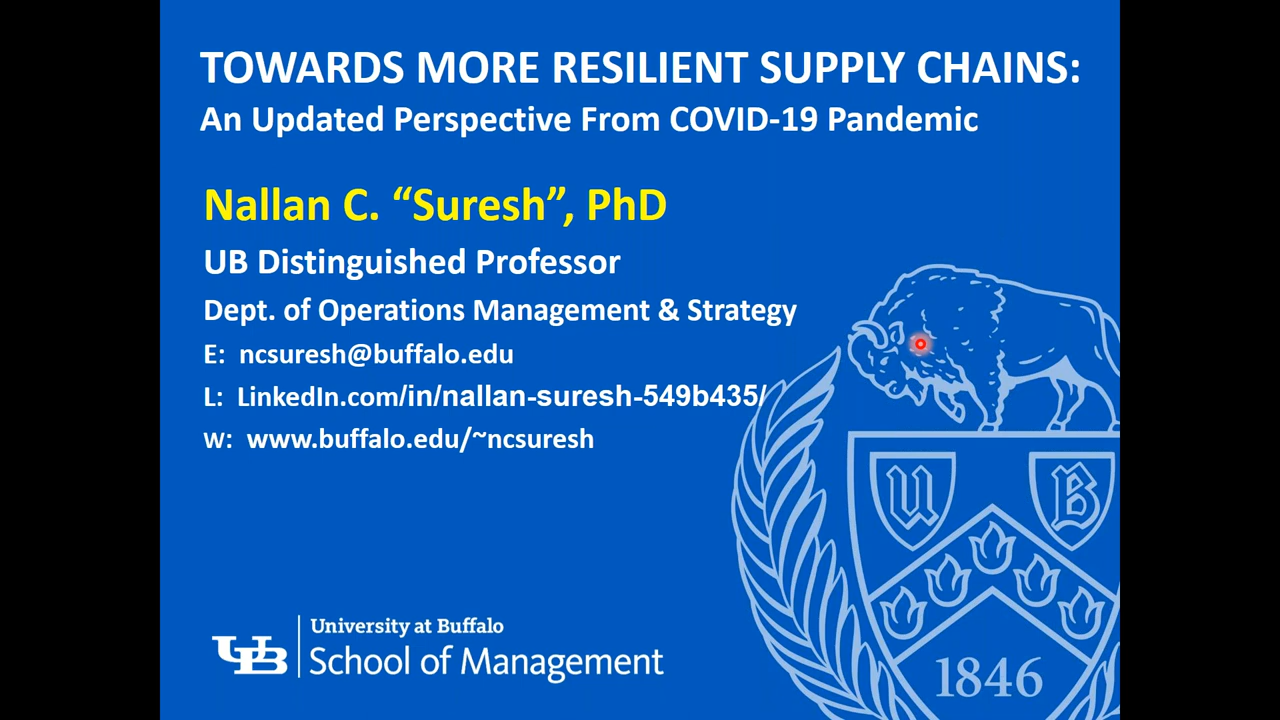 TOWARDS MORE RESILIENT SUPPLY CHAINS:
An Updated Perspective From COVID-19 Pandemic
Nallan C. “Suresh”, PhD
UB Distinguished Professor
Dept. of Operations Management & Strategy
E: ncsuresh@buffalo.edu
L: LinkedIn.com/in/nallan-suresh-549b435/
W: www.buffalo.edu/~ncsuresh
U B
UB
University at Buffalo
School of Management
1846